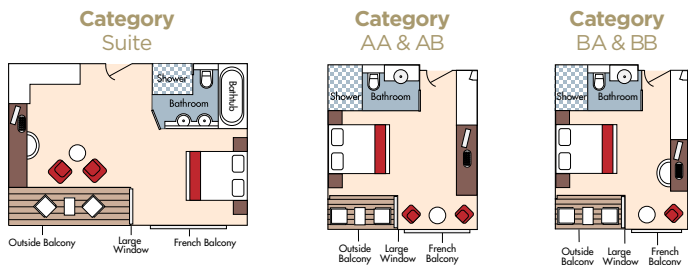 Category
Suite
Shower
Bathroom
Bathtub
Outside Balcony
Large
Window
French Balcony
Category
AA & AB
Shower
Bathroom
Outside
Balcony
Large
Window
French
Balcony
Category
BA & BB
Shower
Bathroom
Outside
Balcony
Large
Window
French
Balcony